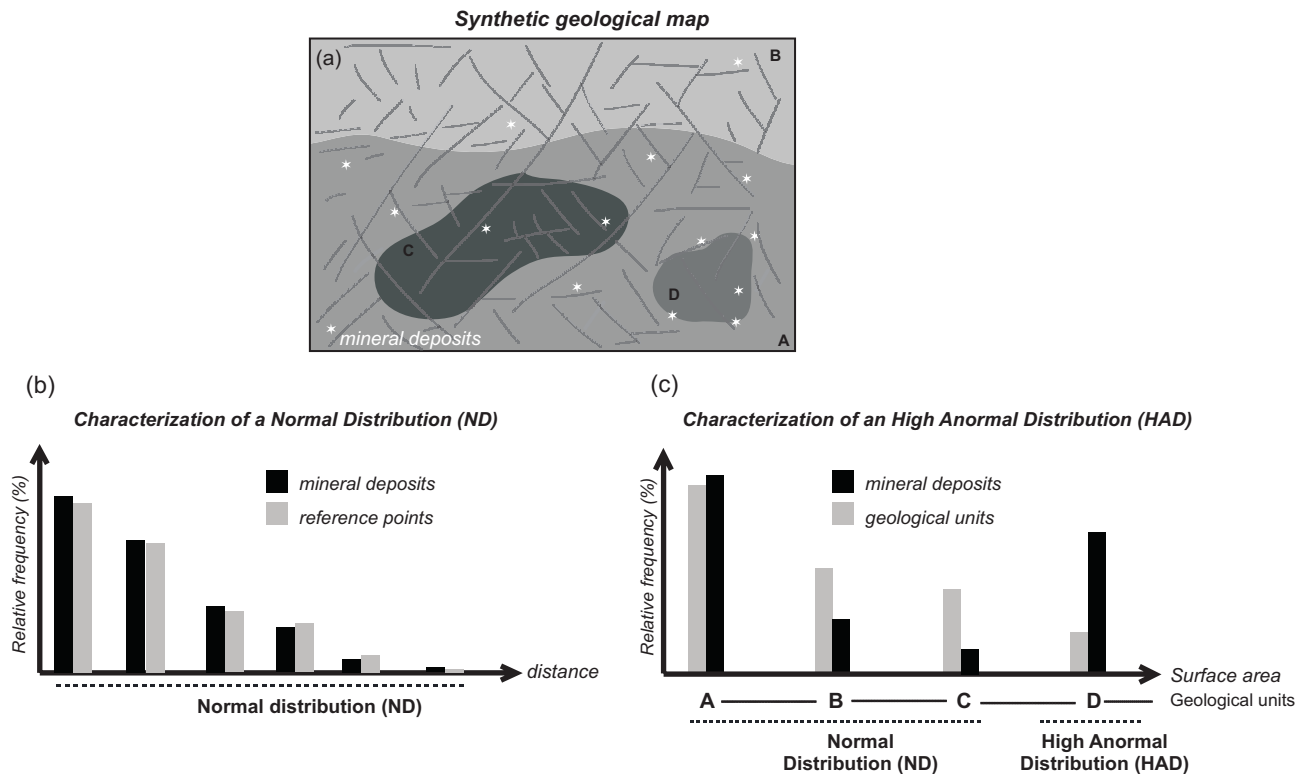 Synthetic geological map
(a)
B
C
D
mineral deposits
A
(b)
Characterization of a Normal Distribution (ND)
Relative frequency (%)
mineral deposits
reference points
distance
Normal distribution (ND)
(c)
Characterization of an High Anormal Distribution (HAD)
Relative frequency (%)
mineral deposits
geological units
Surface area
A B C D Geological units
Normal
Distribution (ND)
High Anormal
Distribution (HAD)